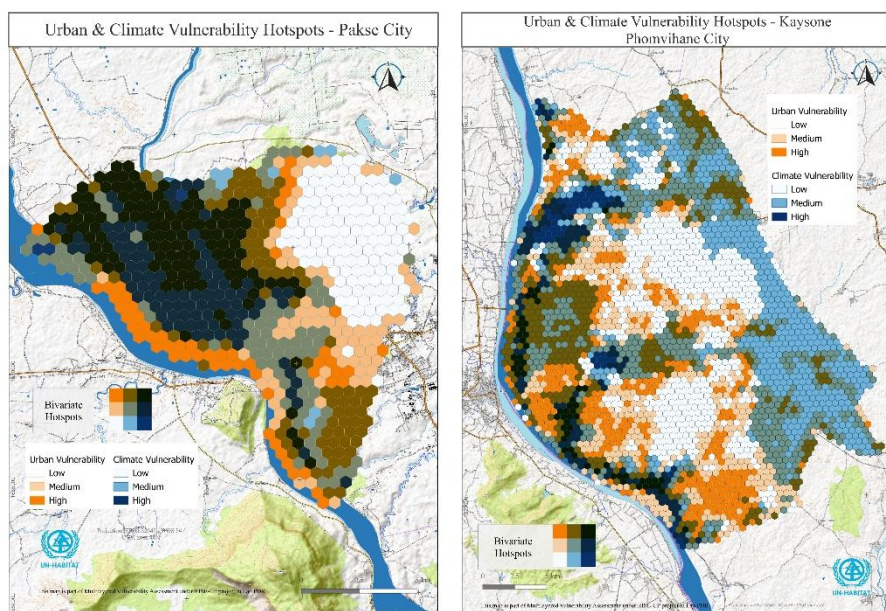 Urban & Climate Vulnerability Hotspots - Pakse City
Bivariate
Hotspots
Urban Vulnerability
Low
Medium
High
Climate Vulnerability
Low
Medium
High
UN-HABITAT
Urban & Climate Vulnerability Hotspots - Kaysone
Phomvihane City
Urban Vulnerability
Low
Medium
High
Climate Vulnerability
Low
Medium
High
Bivariate
Hotspots
UN-HABITAT